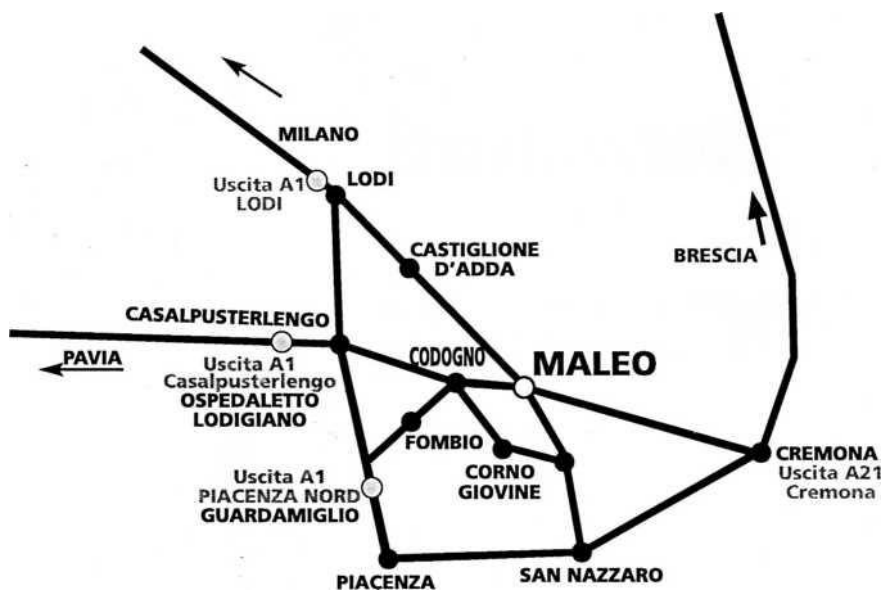 MILANO
Uscita A1
LODI
LODI
CASTIGLIONE
D'ADDA
BRESCIA
CASALPUSTERLENGO
PAVIA
Uscita A1
Casalpusterlengo
OSPEDALETTO
LODIGIANO
CODOGNO
MALEO
FOMBIO
CORNO
GIOVINE
CREMONA
Uscita A21
Cremona
Uscita A1
PIACENZA NORD
GUARDAMIGLIO
PIACENZA
SAN NAZZARO